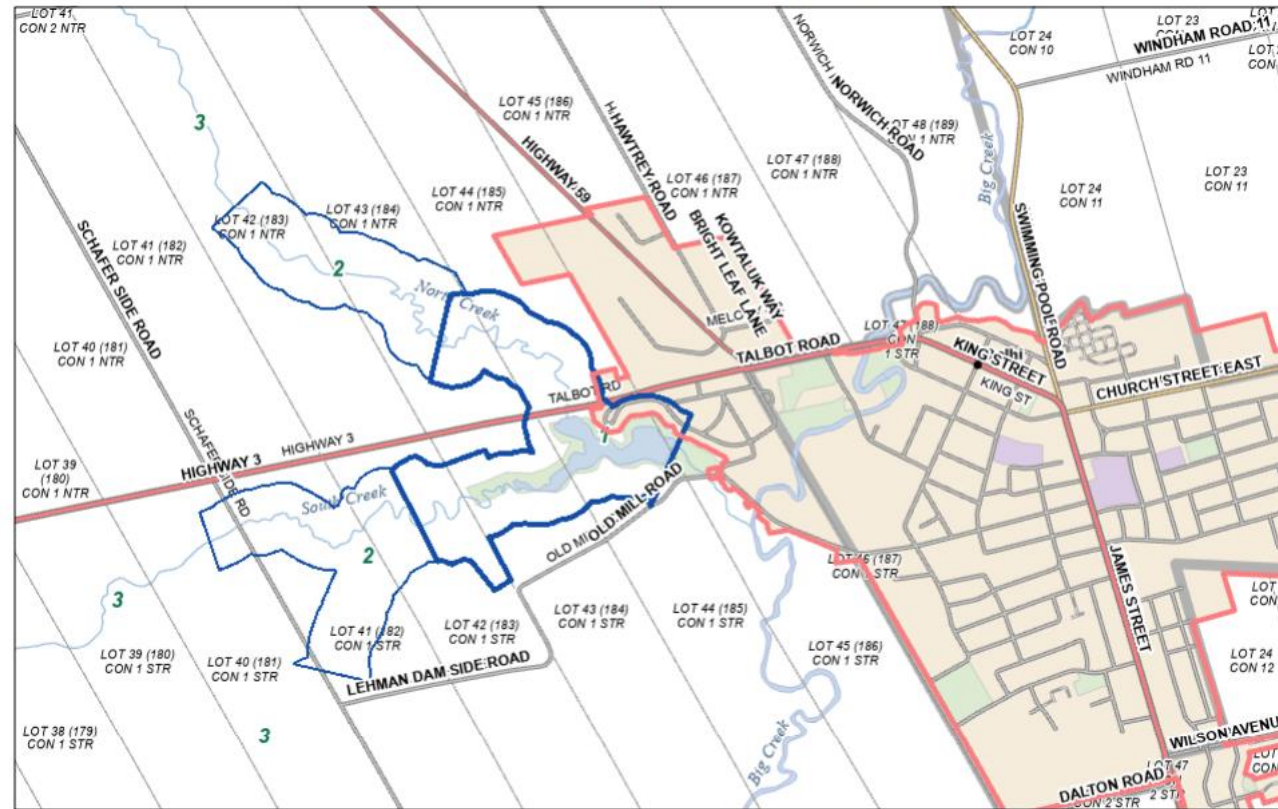 LOT 41
CON 2 NTR
LOT 24
CON 10
LOT 23
WINDHAM ROAD 11
WINDHAM RD 11
3
LOT 45 (186)
CON 1 NTR
HIGHWAY 59
HAWTREY ROAD
NORWICH ROAD
LOT 48 (189)
CON 1 NTR
Big Creek
LOT 46 (187)
CON 1 NTR
LOT 47 (188)
CON 1 NTR
LOT 24
CON 11
LOT 23
CON 11
LOT 44 (185)
CON 1 NTR
LOT 43 (184)
CON 1 NTR
LOT 42 (183)
CON 1 NTR
LOT 41 (182)
CON 1 NTR
SCHAFER SIDE ROAD
KOWTALUK WAY
BRIGHT LEAF LANE
SWIMMING POOL ROAD
2
North Creek
LOT 40 (181)
CON 1 NTR
TALBOT ROAD
LOT 47 (188)
CON
1 STR
KING STREET
KING ST
CHURCH STREET EAST
TALBOT RD
HIGHWAY 3
HIGHWAY 3
1
SCHAFER SIDE RD
LOT 39
(180)
CON 1 NTR
South Creek
OLD MILL ROAD
2
3
LOT 46 (187)
CON 1 STR
JAMES STREET
LOT 43 (184)
CON 1 STR
LOT 44 (185)
CON 1 STR
LOT 42 (183)
CON 1 STR
LOT 41 (182)
CON 1 STR
LOT 45 (186)
CON 1 STR
LOT 39 (180)
CON 1 STR
LOT 40 (181)
CON 1 STR
LEHMAN DAM SIDE ROAD
LOT 24
CON 12
LOT 38 (179)
CON 1 STR
3
Big Creek
WILSON AVENU
DALTON ROAD
LOT 47
CON 2 STR
2 STR